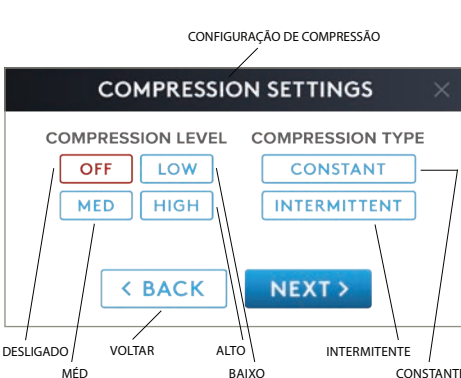 CONFIGURAÇÃO DE COMPRESSÃO
COMPRESSION SETTINGS
COMPRESSION LEVEL COMPRESSION TYPE
OFF LOW CONSTANT
MED HIGH INTERMITTENT
< BACK NEXT >
DESLIGADO VOLTAR ALTO INTERMITENTE
MÉD BAIXO CONSTANTE